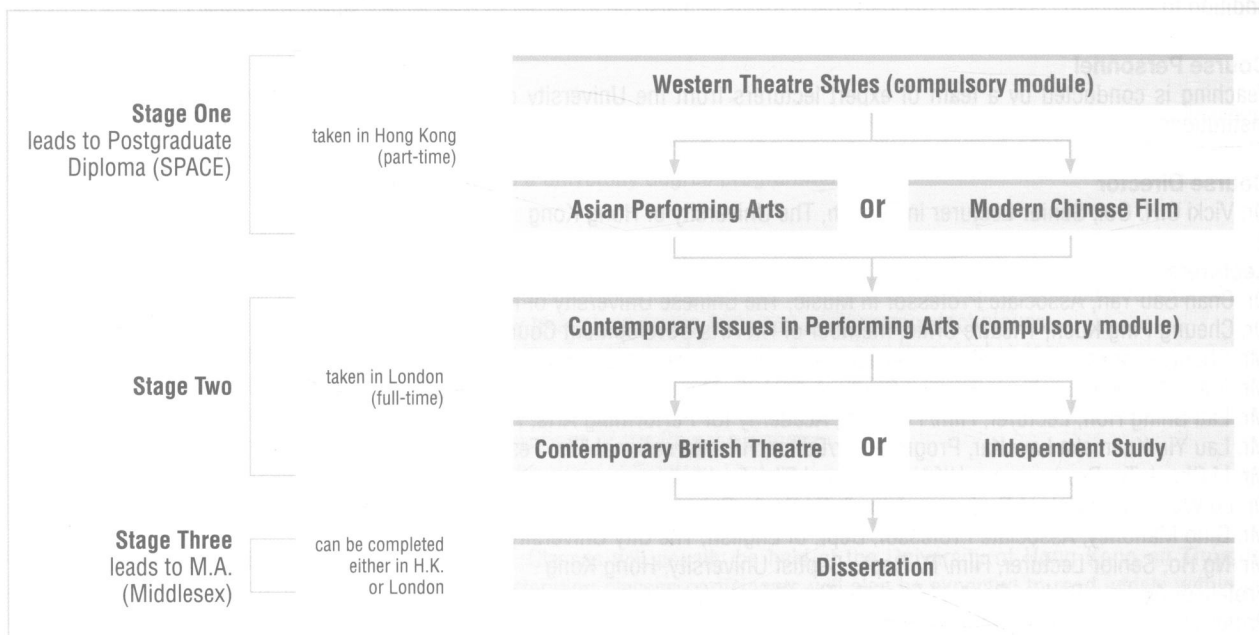 Western Theatre Styles (compulsory module)
Stage One
leads to Postgraduate
Diploma (SPACE)
taken in Hong Kong
(part-time)
Asian Performing Arts or Modern Chinese Film
Contemporary Issues in Performing Arts (compulsory module)
Stage Two
taken in London
(full-time)
Contemporary British Theatre or Independent Study
Stage Three
leads to M.A.
(Middlesex)
can be completed
either in H.K.
or London
Dissertation